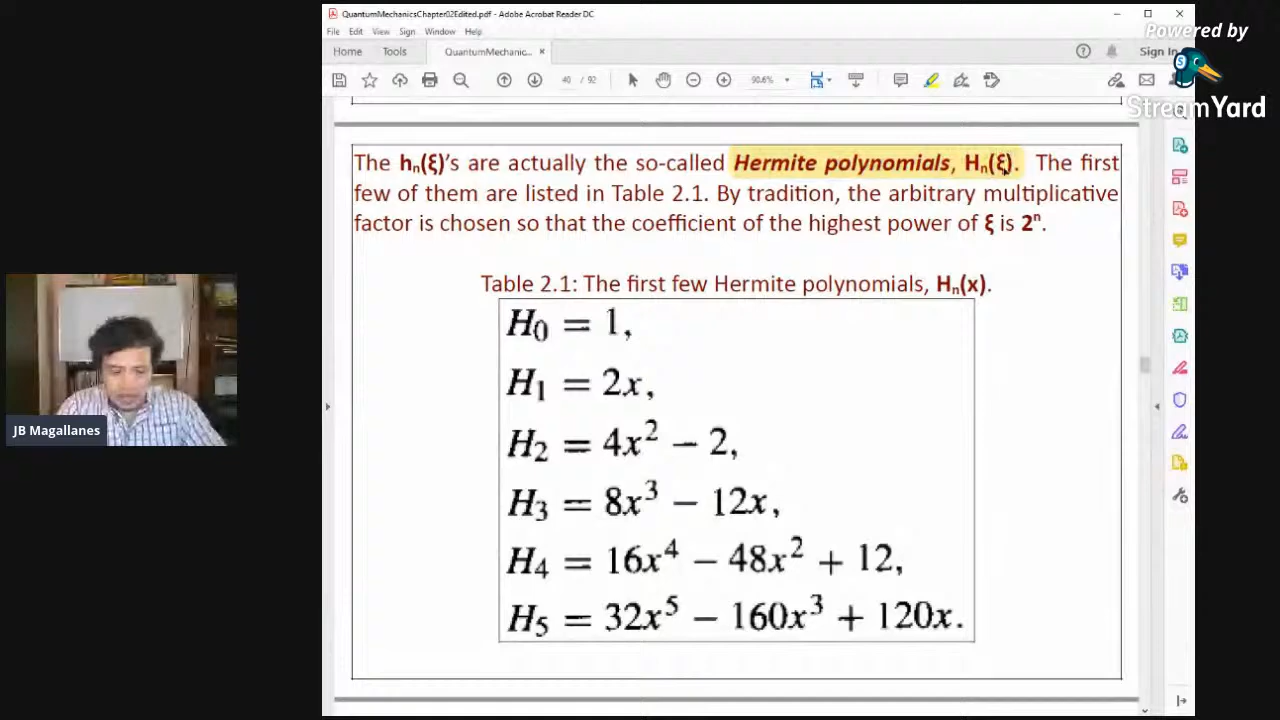 QuantumMechanicsChapter02Edited.pdf - Adobe Acrobat Reader DC
File Edit View Sign Window Help
Home Tools QuantumMechanic... × Sign In
40 / 92 90.6%
Powered by
StreamYard
The hₙ(ξ)'s are actually the so-called Hermite polynomials, Hₙ(ξ). The first
few of them are listed in Table 2.1. By tradition, the arbitrary multiplicative
factor is chosen so that the coefficient of the highest power of ξ is 2ⁿ.
Table 2.1: The first few Hermite polynomials, Hₙ(x).
H₀ = 1,
H₁ = 2x,
H₂ = 4x² − 2,
H₃ = 8x³ − 12x,
H₄ = 16x⁴ − 48x² + 12,
H₅ = 32x⁵ − 160x³ + 120x.
JB Magallanes